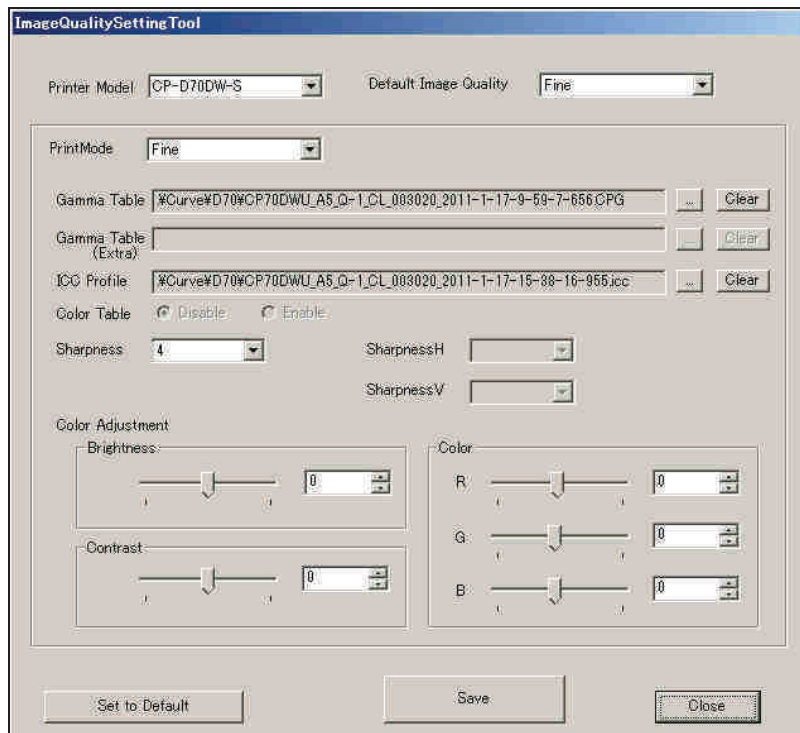 ImageQualitySettingTool
Printer Model CP-D70DW-S Default Image Quality Fine
PrintMode Fine
Gamma Table .¥Curve¥D70¥CP70DWU_A5_Q-1_CL_003020_2011-1-17-9-59-7-656.CPG ... Clear
Gamma Table (Extra) ... Clear
ICC Profile .¥Curve¥D70¥CP70DWU_A5_Q-1_CL_003020_2011-1-17-15-38-16-955.icc ... Clear
Color Table Disable Enable
Sharpness 4 SharpnessH
SharpnessV
Color Adjustment
Brightness 0
Contrast 0
Color
R 0
G 0
B 0
Set to Default Save Close